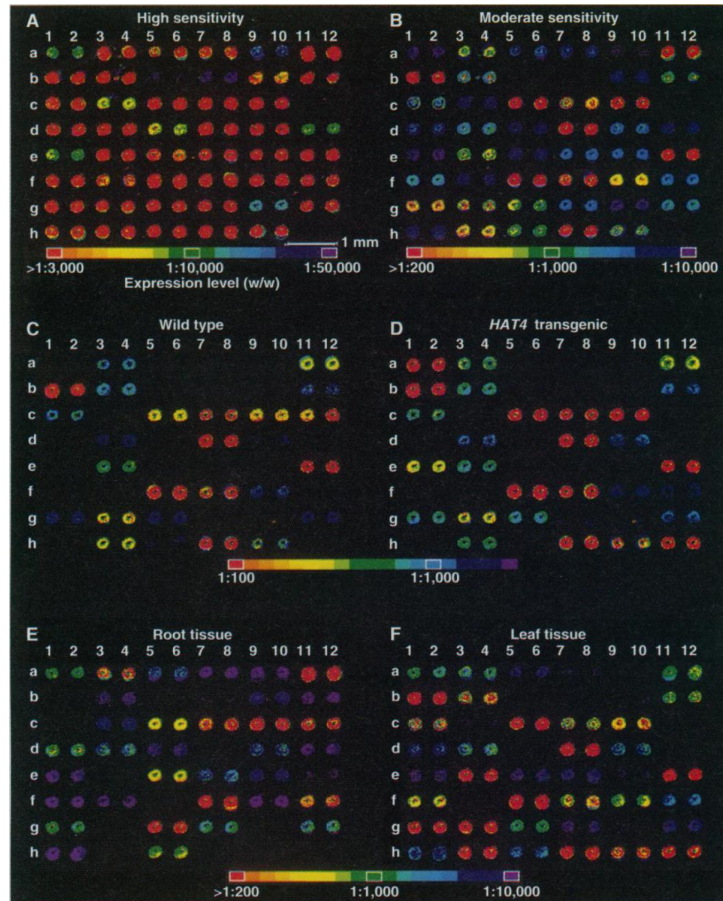 A High sensitivity
1 2 3 4 5 6 7 8 9 10 11 12
a
b
c
d
e
f
g
h
1 mm
>1:3,000 1:10,000 1:50,000
Expression level (w/w)
B Moderate sensitivity
1 2 3 4 5 6 7 8 9 10 11 12
a
b
c
d
e
f
g
h
>1:200 1:1,000 1:10,000
C Wild type
1 2 3 4 5 6 7 8 9 10 11 12
a
b
c
d
e
f
g
h
D HAT4 transgenic
1 2 3 4 5 6 7 8 9 10 11 12
a
b
c
d
e
f
g
h
1:100 1:1,000
E Root tissue
1 2 3 4 5 6 7 8 9 10 11 12
a
b
c
d
e
f
g
h
F Leaf tissue
1 2 3 4 5 6 7 8 9 10 11 12
a
b
c
d
e
f
g
h
>1:200 1:1,000 1:10,000